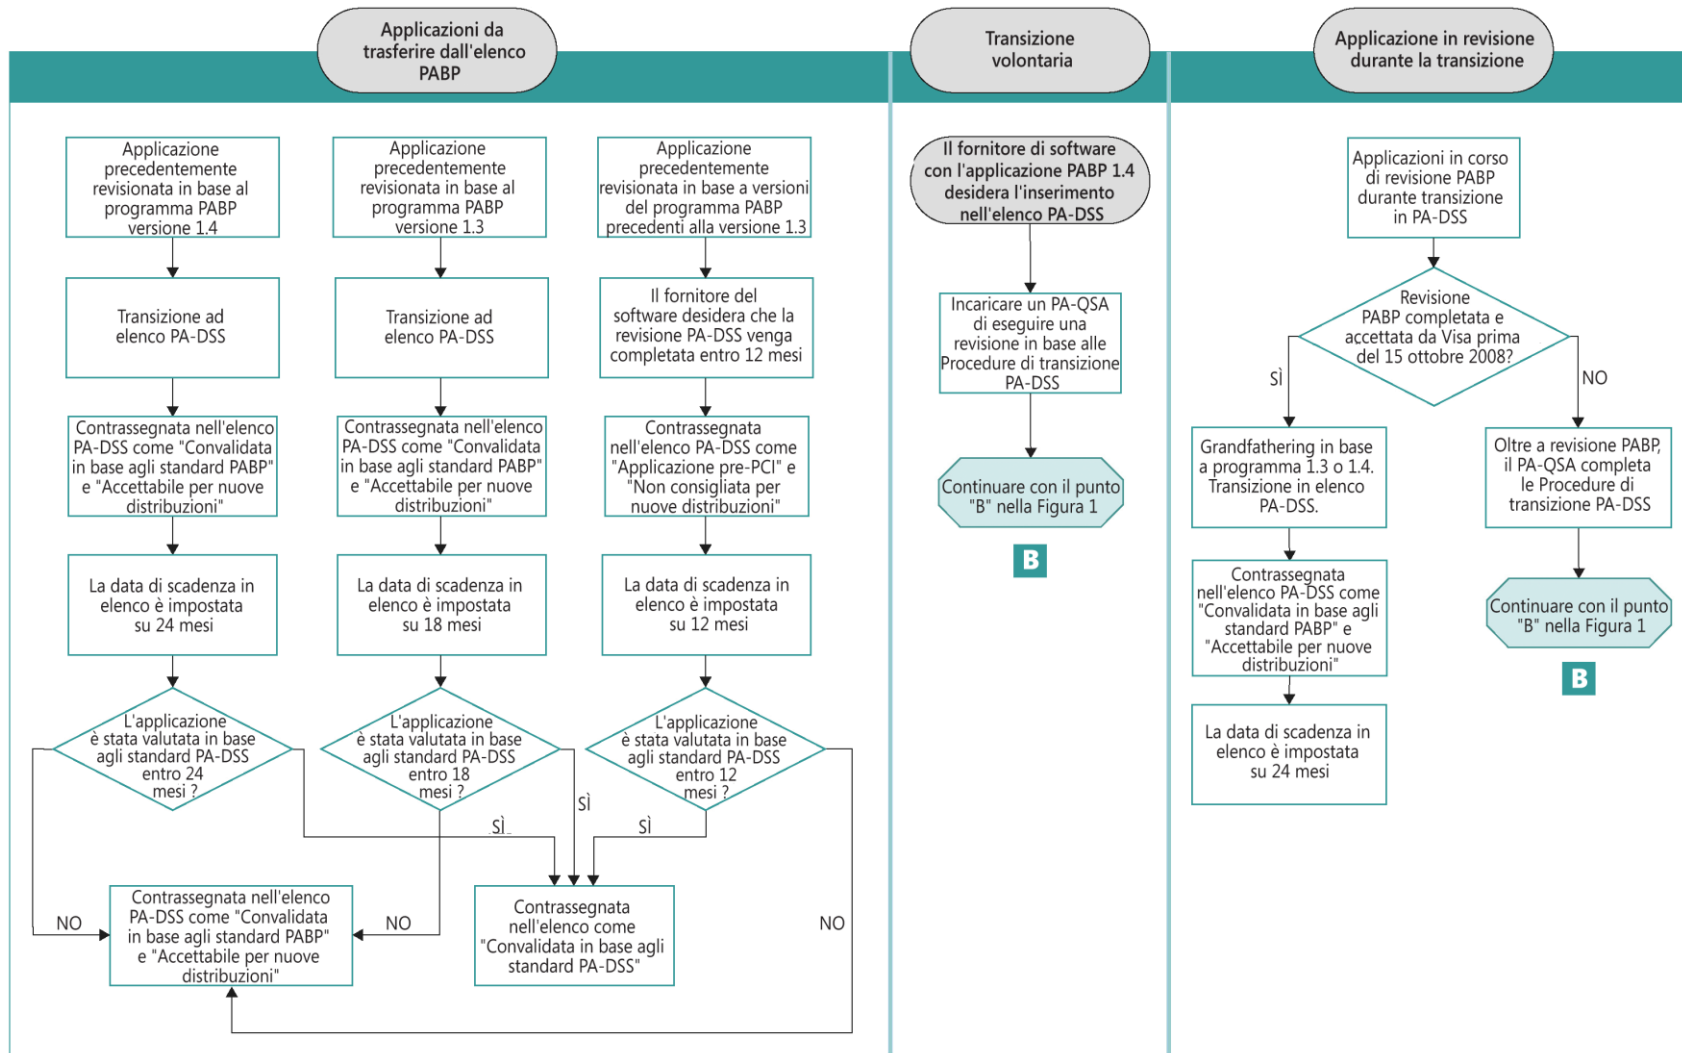 Applicazioni da
trasferire dall'elenco
PABP
Applicazione
precedentemente
revisionata in base al
programma PABP
versione 1.4
Transizione ad
elenco PA-DSS
Contrassegnata nell'elenco
PA-DSS come "Convalidata
in base agli standard PABP"
e "Accettabile per nuove
distribuzioni"
La data di scadenza in
elenco è impostata
su 24 mesi
L'applicazione
è stata valutata in base
agli standard PA-DSS
entro 24
mesi ?
Applicazione
precedentemente
revisionata in base al
programma PABP
versione 1.3
Transizione ad
elenco PA-DSS
Contrassegnata nell'elenco
PA-DSS come "Convalidata
in base agli standard PABP"
e "Accettabile per nuove
distribuzioni"
La data di scadenza in
elenco è impostata
su 18 mesi
L'applicazione
è stata valutata in base
agli standard PA-DSS
entro 18
mesi ?
Applicazione
precedentemente
revisionata in base a versioni
del programma PABP
precedenti alla versione 1.3
Il fornitore del
software desidera che la
revisione PA-DSS venga
completata entro 12 mesi
Contrassegnata
nell'elenco PA-DSS come
"Applicazione pre-PCI" e
"Non consigliata per
nuove distribuzioni"
La data di scadenza in
elenco è impostata
su 12 mesi
L'applicazione
è stata valutata in base
agli standard PA-DSS
entro 12
mesi ?
SÌ
SÌ
SÌ
NO
NO
NO
Contrassegnata nell'elenco
PA-DSS come "Convalidata
in base agli standard PABP"
e "Accettabile per nuove
distribuzioni"
Contrassegnata
nell'elenco come
"Convalidata in base agli
standard PA-DSS"
Transizione
volontaria
Il fornitore di software
con l'applicazione PABP 1.4
desidera l'inserimento
nell'elenco PA-DSS
Incaricare un PA-QSA
di eseguire una
revisione in base alle
Procedure di transizione
PA-DSS
Continuare con il punto
"B" nella Figura 1
B
Applicazione in revisione
durante la transizione
Applicazioni in corso
di revisione PABP
durante transizione
in PA-DSS
Revisione
PABP completata e
accettata da Visa prima
del 15 ottobre 2008?
SÌ
NO
Grandfathering in base
a programma 1.3 o 1.4.
Transizione in elenco
PA-DSS.
Contrassegnata
nell'elenco PA-DSS come
"Convalidata in base agli
standard PABP" e
"Accettabile per nuove
distribuzioni"
La data di scadenza in
elenco è impostata
su 24 mesi
Oltre a revisione PABP,
il PA-QSA completa
le Procedure di
transizione PA-DSS
Continuare con il punto
"B" nella Figura 1
B